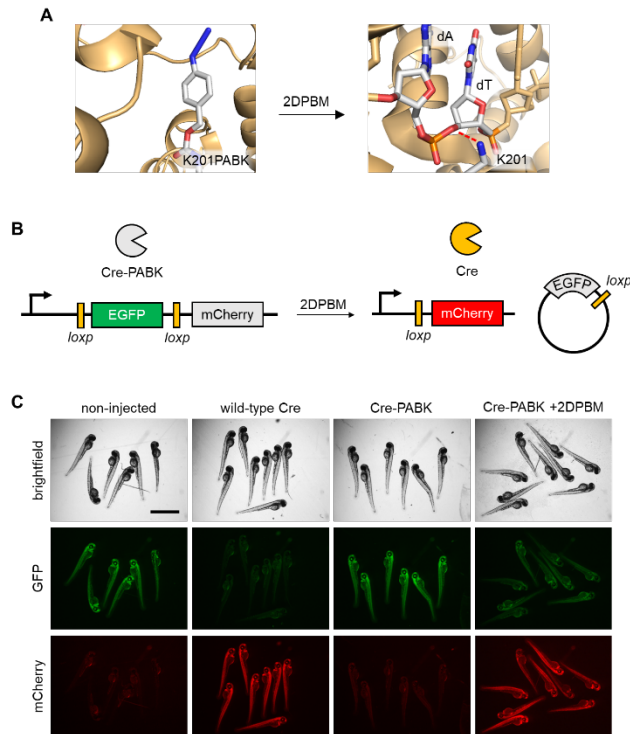 A
2DPBM
K201PABK
dA
dT
K201
B
Cre-PABK
Cre
EGFP
mCherry
loxp
loxp
2DPBM
mCherry
loxp
EGFP
loxp
C
non-injected
wild-type Cre
Cre-PABK
Cre-PABK +2DPBM
brightfield
GFP
mCherry